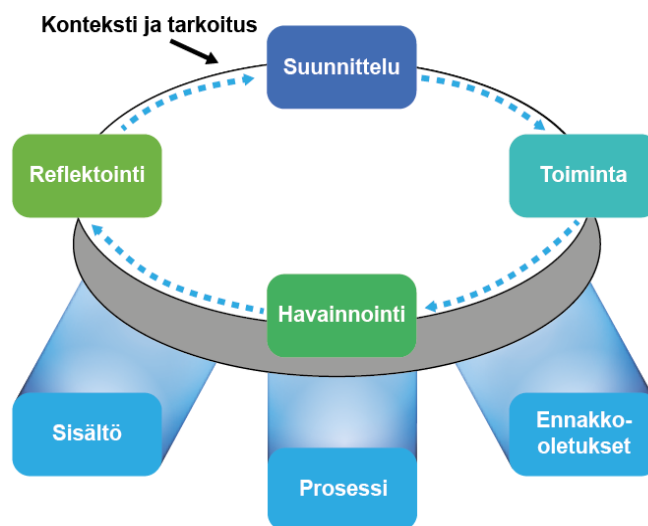 Konteksti ja tarkoitus
Suunnittelu
Reflektointi
Toiminta
Havainnointi
Sisältö
Prosessi
Ennakko-
oletukset